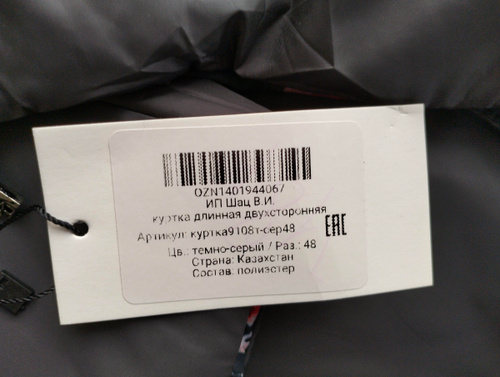 OZN1401944067
ИП Шац В.И.
куртка длинная двухсторонняя
Артикул: куртка9108т-сер48
EAC
Цв.: темно-серый / Раз.: 48
Страна: Казахстан
Состав: полиэстер